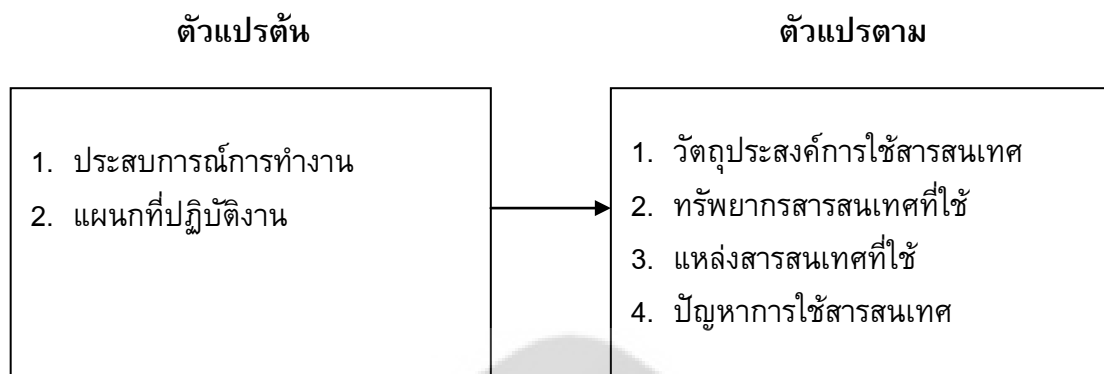 ตัวแปรต้น
ตัวแปรตาม
1. ประสบการณ์การทำงาน
2. แผนกที่ปฏิบัติงาน
1. วัตถุประสงค์การใช้สารสนเทศ
2. ทรัพยากรสารสนเทศที่ใช้
3. แหล่งสารสนเทศที่ใช้
4. ปัญหาการใช้สารสนเทศ